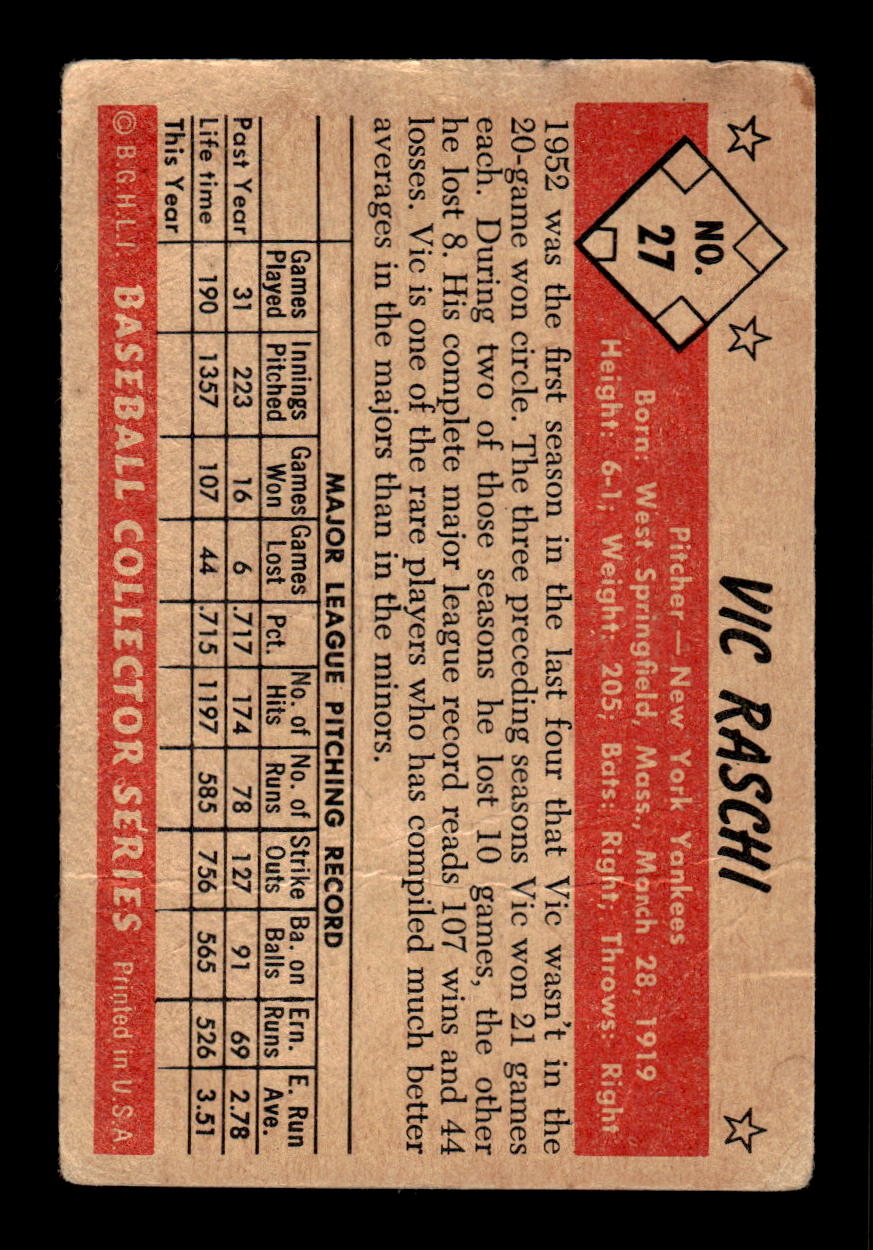 VIC RASCHI
NO.
27
Pitcher—New York Yankees
Born: West Springfield, Mass., March 28, 1919
Height: 6-1; Weight: 205; Bats: Right; Throws: Right
1952 was the first season in the last four that Vic wasn't in the
20-game won circle. The three preceding seasons Vic won 21 games
each. During two of those seasons he lost 10 games, the other
he lost 8. His complete major league record reads 107 wins and 44
losses. Vic is one of the rare players who has compiled much better
averages in the majors than in the minors.
MAJOR LEAGUE PITCHING RECORD
Games Innings Games Games No. of No. of Strike Ba. on Ern. E. Run
Played Pitched Won Lost Pct. Hits Runs Outs Balls Runs Ave.
Past Year 31 223 16 6 .717 174 78 127 91 69 2.78
Life time 190 1357 107 44 .715 1197 585 756 565 526 3.51
This Year
© B.G.H.L.I. BASEBALL COLLECTOR SERIES Printed in U.S.A.